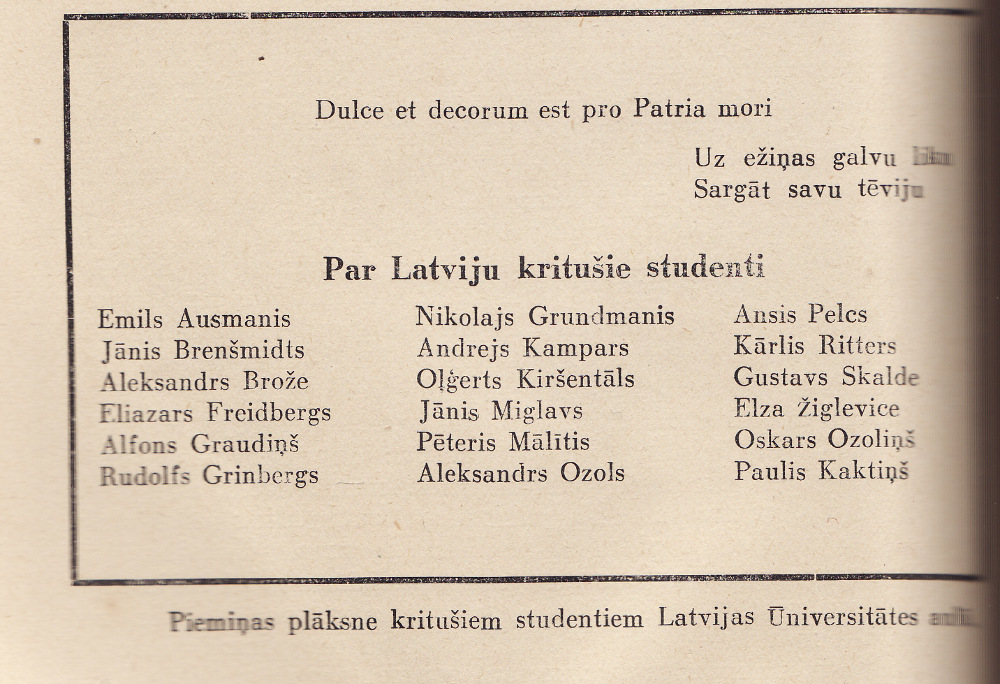 Dulce et decorum est pro Patria mori
Uz ežiņas galvu liku
Sargāt savu tēviju
Par Latviju kritušie studenti
Emils Ausmanis
Jānis Brenšmidts
Aleksandrs Brože
Eliazars Freidbergs
Alfons Graudiņš
Rudolfs Grinbergs
Nikolajs Grundmanis
Andrejs Kampars
Oļģerts Kiršentāls
Jānis Miglavs
Pēteris Mālītis
Aleksandrs Ozols
Ansis Pelcs
Kārlis Ritters
Gustavs Skalde
Elza Žiglevice
Oskars Ozoliņš
Paulis Kaktiņš
Piemiņas plāksne kritušiem studentiem Latvijas Ūniversitātes